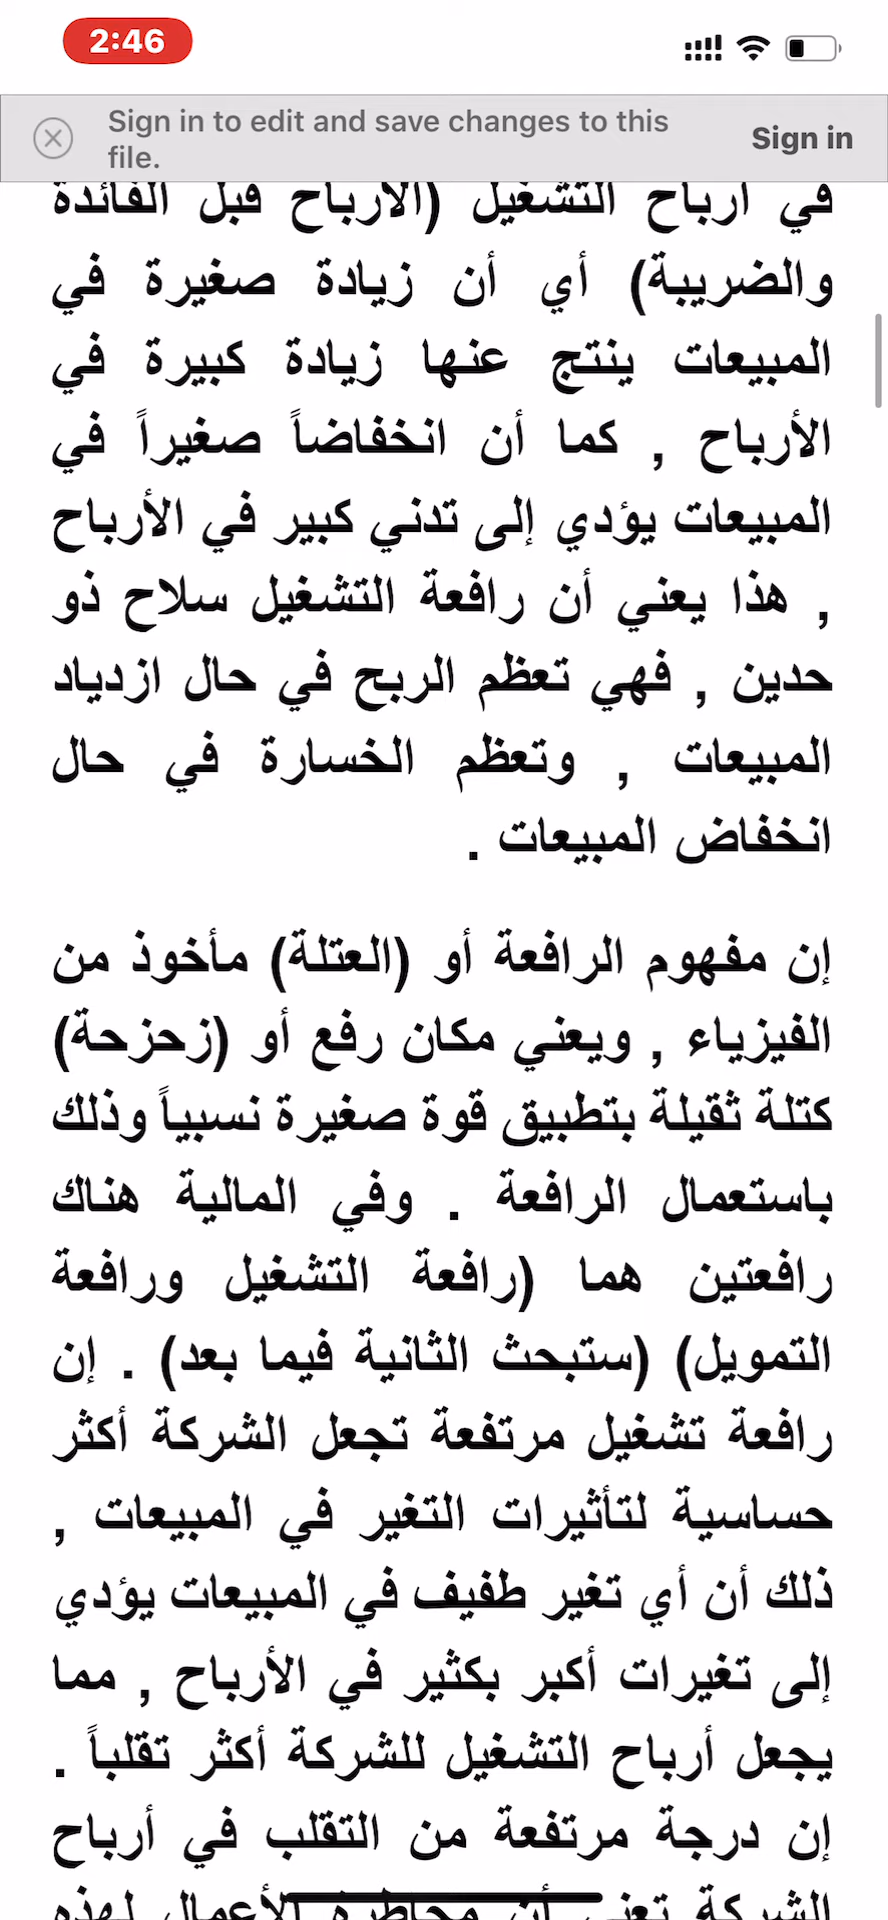 2:46
Sign in to edit and save changes to this
file.
Sign in
في أرباح التشغيل (الأرباح قبل الفائدة
والضريبة) أي أن زيادة صغيرة في
المبيعات ينتج عنها زيادة كبيرة في
الأرباح , كما أن انخفاضاً صغيراً في
المبيعات يؤدي إلى تدني كبير في الأرباح
, هذا يعني أن رافعة التشغيل سلاح ذو
حدين , فهي تعظم الربح في حال ازدياد
المبيعات , وتعظم الخسارة في حال
انخفاض المبيعات .
إن مفهوم الرافعة أو (العتلة) مأخوذ من
الفيزياء , ويعني مكان رفع أو (زحزحة)
كتلة ثقيلة بتطبيق قوة صغيرة نسبياً وذلك
باستعمال الرافعة . وفي المالية هناك
رافعتين هما (رافعة التشغيل ورافعة
التمويل) (ستبحث الثانية فيما بعد) . إن
رافعة تشغيل مرتفعة تجعل الشركة أكثر
حساسية لتأثيرات التغير في المبيعات ,
ذلك أن أي تغير طفيف في المبيعات يؤدي
إلى تغيرات أكبر بكثير في الأرباح , مما
يجعل أرباح التشغيل للشركة أكثر تقلباً .
إن درجة مرتفعة من التقلب في أرباح
الشركة تعني أن مخاطرة الأعمال لهذه